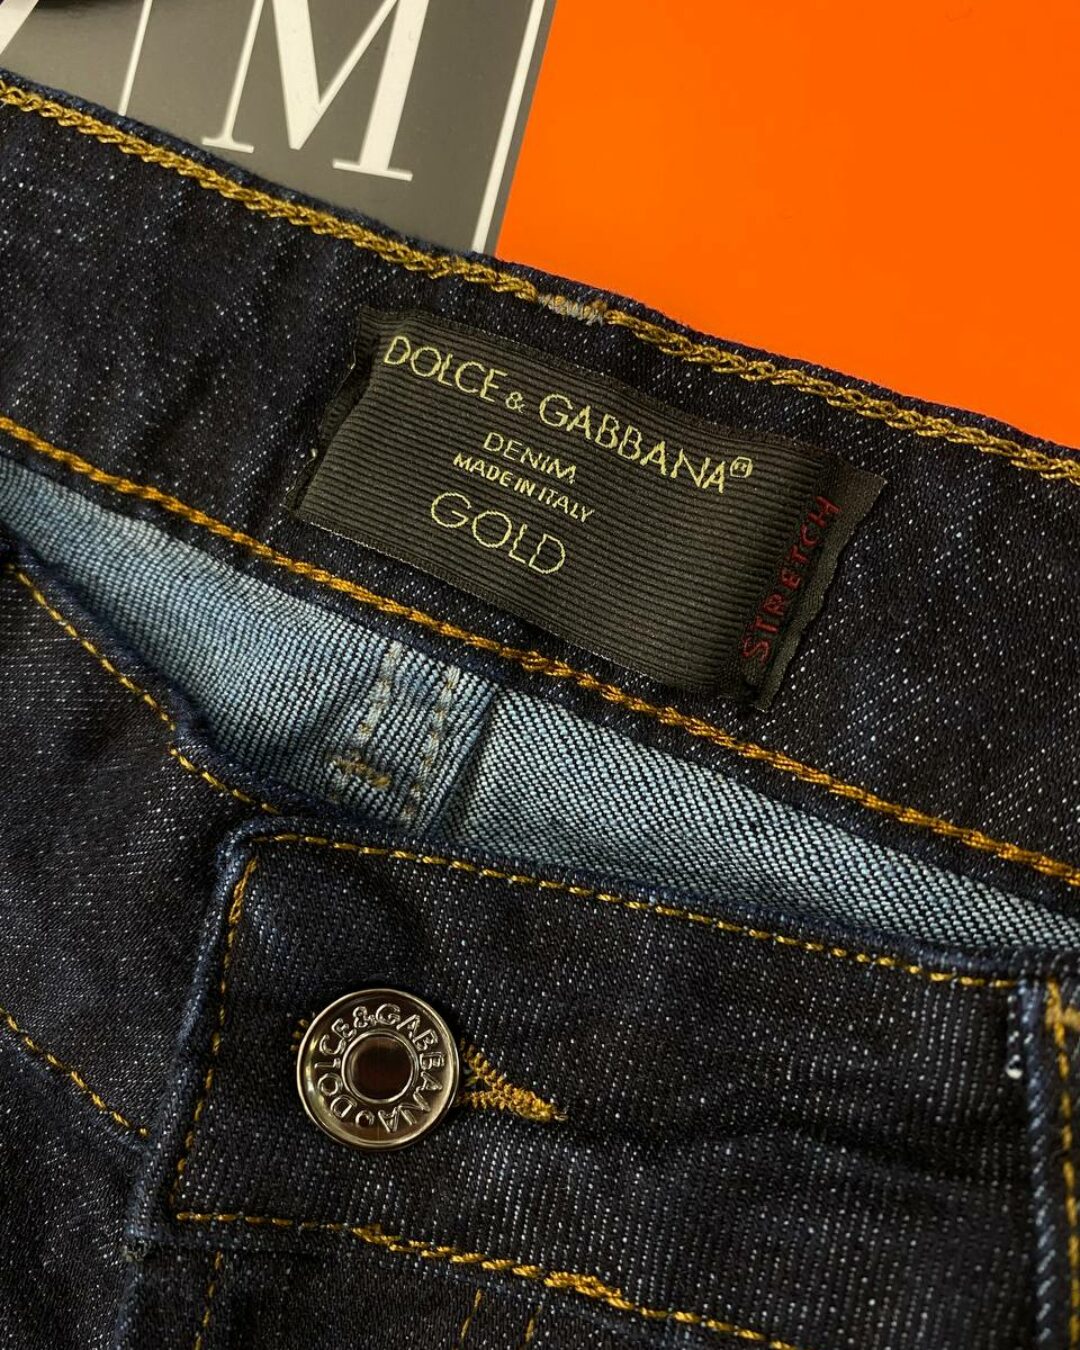 M
DOLCE & GABBANA
DENIM
MADE IN ITALY
GOLD
STRETCH
DOLCE&GABBANA